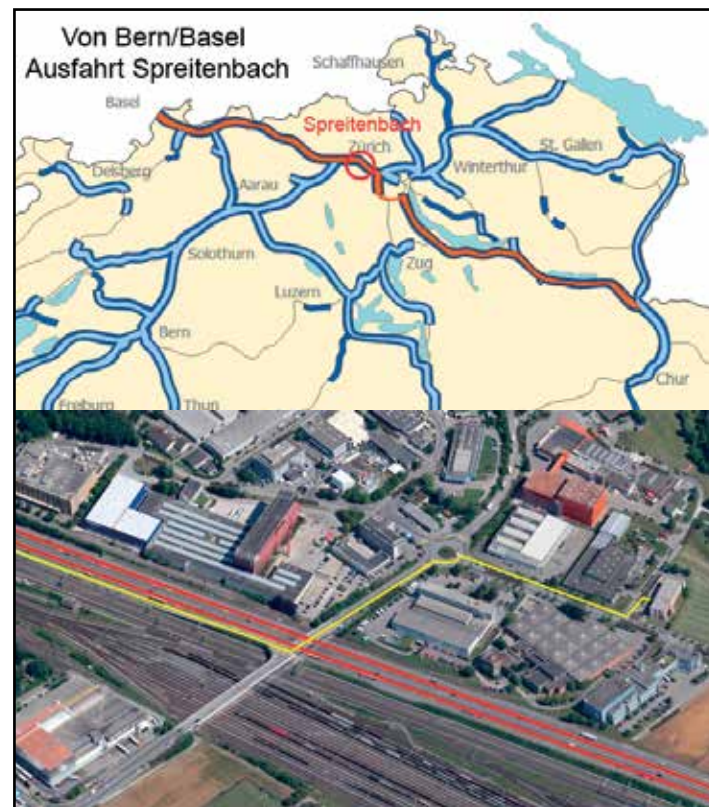 Von Bern/Basel
Ausfahrt Spreitenbach
Schaffhausen
Basel
Spreitenbach
Zürich
St. Gallen
Winterthur
Delsberg
Aarau
Solothurn
Zug
Luzern
Bern
Chur
Freiburg
Thun